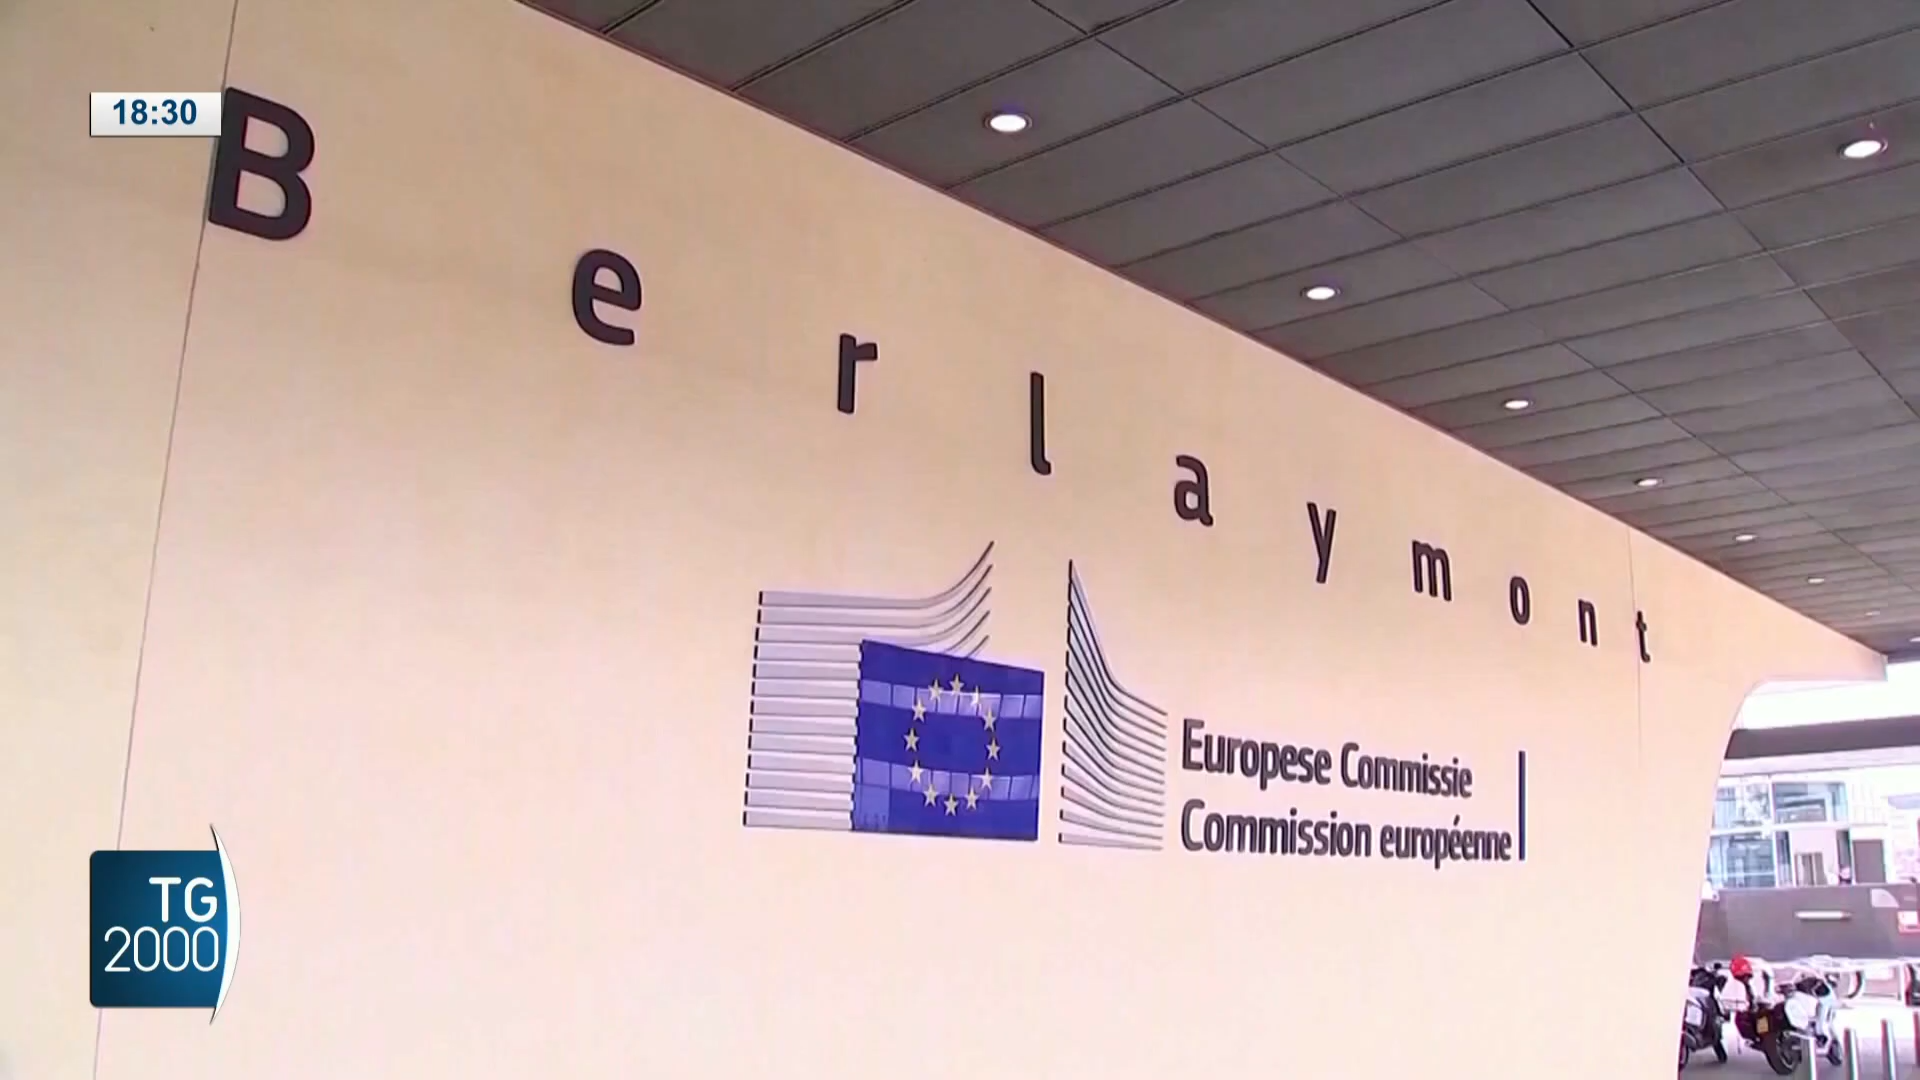 18:30
Berlaymont
Europese Commissie
Commission européenne
TG
2000